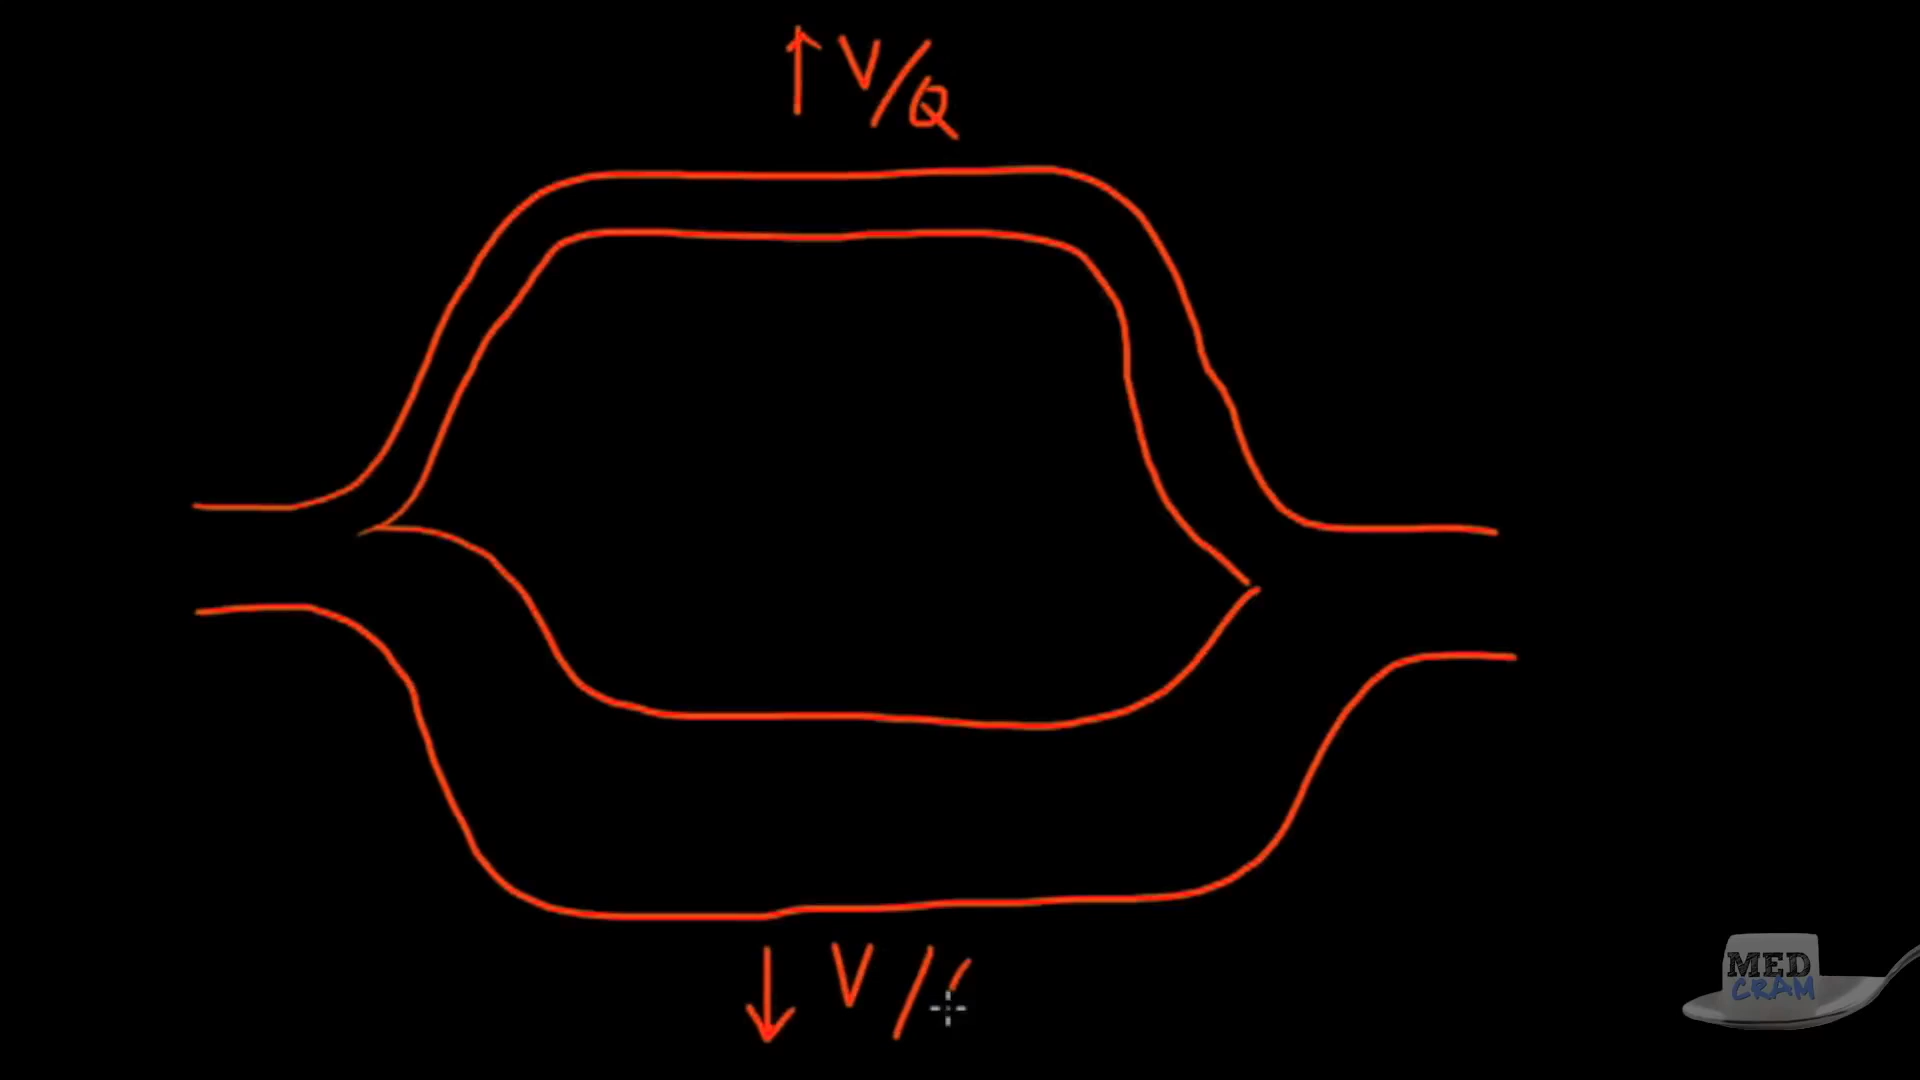 ↑ V/Q
↓ V/
MED
CRAM